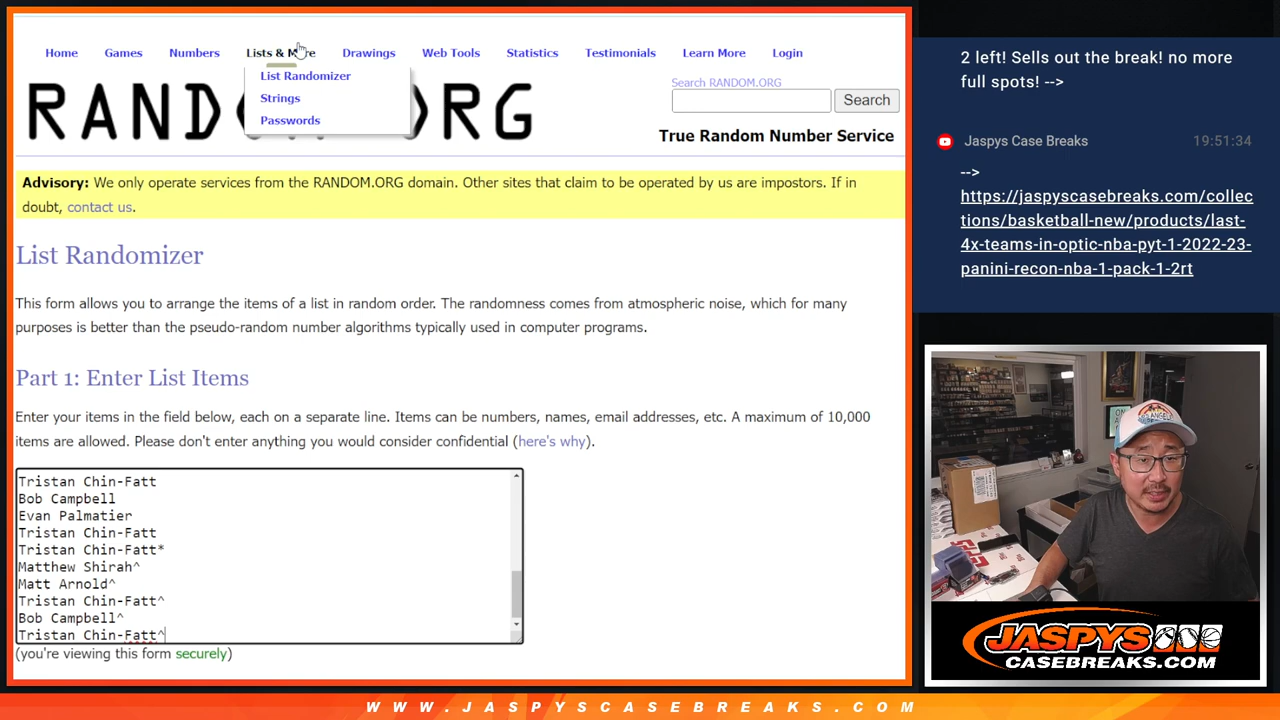 Home Games Numbers Lists & More Drawings Web Tools Statistics Testimonials Learn More Login
List Randomizer
Strings
Passwords
RANDOM.ORG
Search RANDOM.ORG
Search
True Random Number Service
Advisory: We only operate services from the RANDOM.ORG domain. Other sites that claim to be operated by us are impostors. If in
doubt, contact us.
List Randomizer
This form allows you to arrange the items of a list in random order. The randomness comes from atmospheric noise, which for many
purposes is better than the pseudo-random number algorithms typically used in computer programs.
Part 1: Enter List Items
Enter your items in the field below, each on a separate line. Items can be numbers, names, email addresses, etc. A maximum of 10,000
items are allowed. Please don't enter anything you would consider confidential (here's why).
Tristan Chin-Fatt
Bob Campbell
Evan Palmatier
Tristan Chin-Fatt
Tristan Chin-Fatt*
Matthew Shirah^
Matt Arnold^
Tristan Chin-Fatt^
Bob Campbell^
Tristan Chin-Fatt^
(you're viewing this form securely)
2 left! Sells out the break! no more
full spots! -->
Jaspys Case Breaks 19:51:34
-->
https://jaspyscasebreaks.com/collec
tions/basketball-new/products/last-
4x-teams-in-optic-nba-pyt-1-2022-23-
panini-recon-nba-1-pack-1-2rt
JASPYS
CASEBREAKS.COM
WWW.JASPYSCASEBREAKS.COM